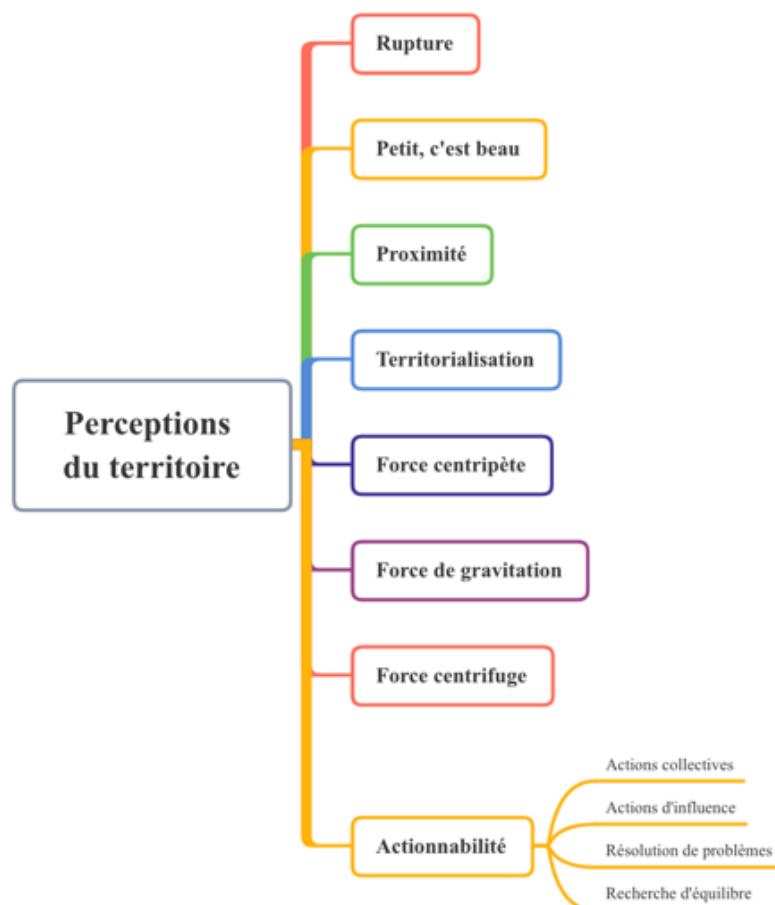 Rupture
Petit, c'est beau
Proximité
Territorialisation
Perceptions
du territoire
Force centripète
Force de gravitation
Force centrifuge
Actionnabilité
Actions collectives
Actions d'influence
Résolution de problèmes
Recherche d'équilibre